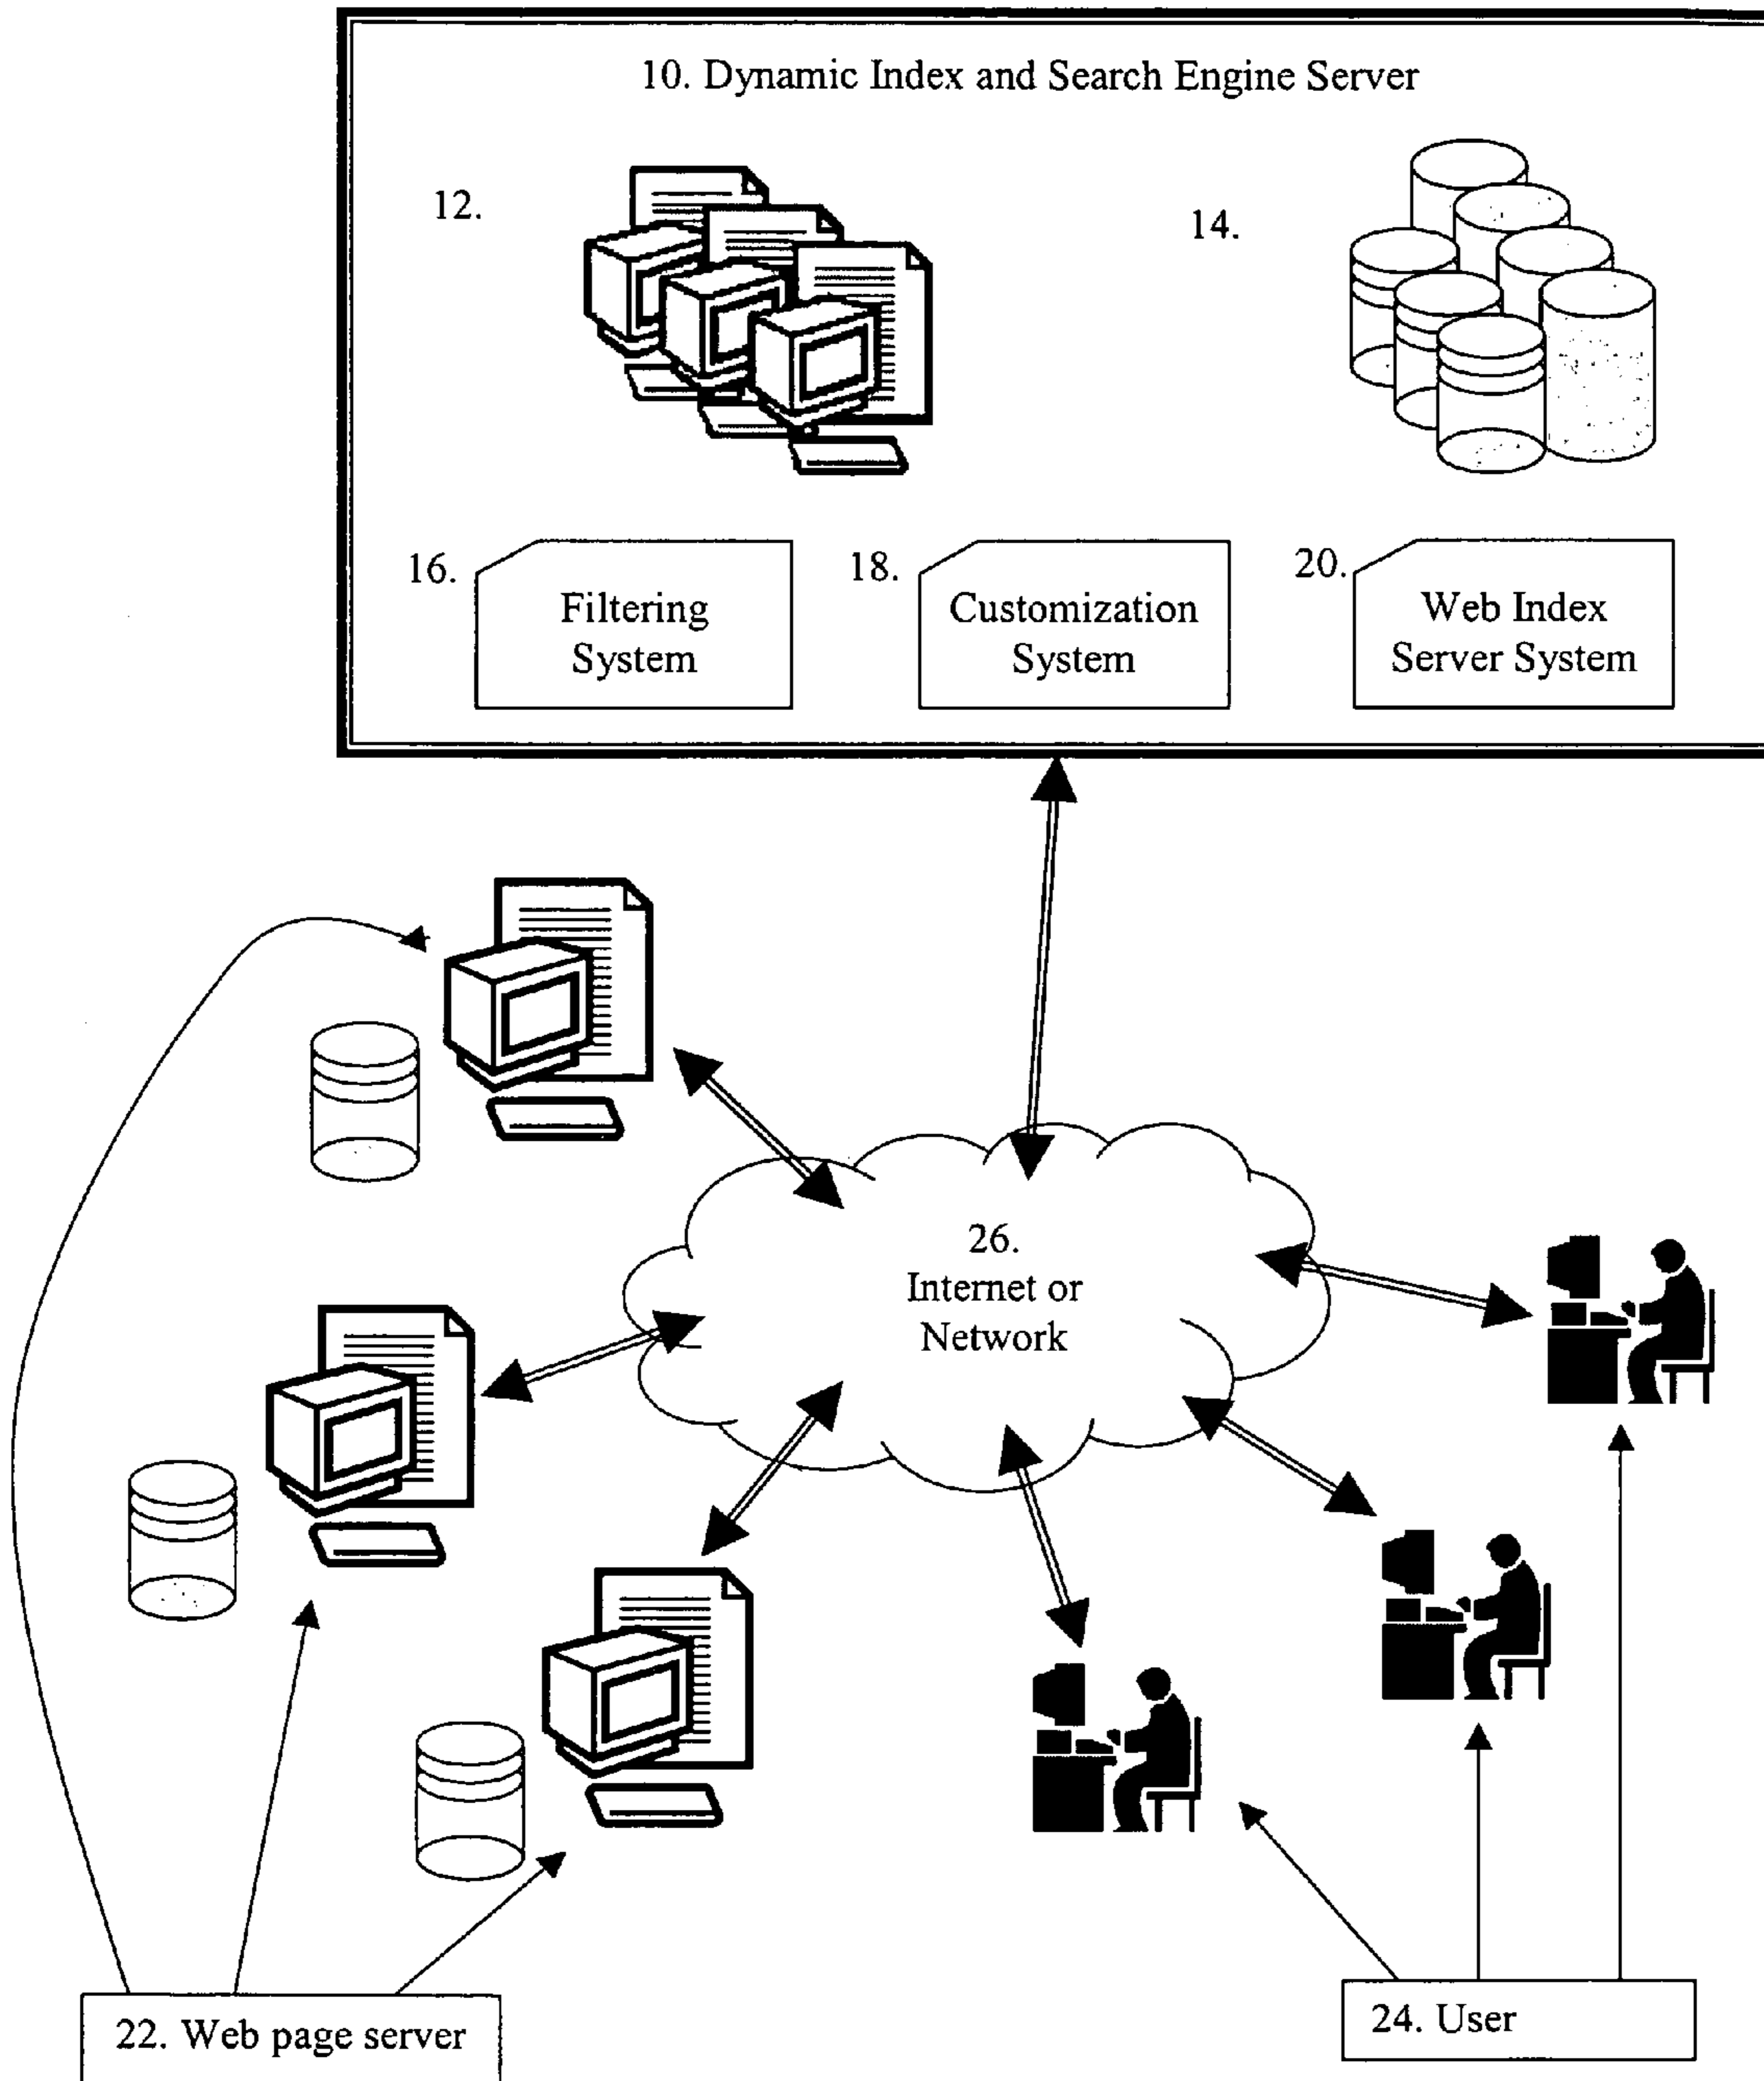 10. Dynamic Index and Search Engine Server
12.
14.
16.
Filtering
System
18.
Customization
System
20.
Web Index
Server System
26.
Internet or
Network
22. Web page server
24. User